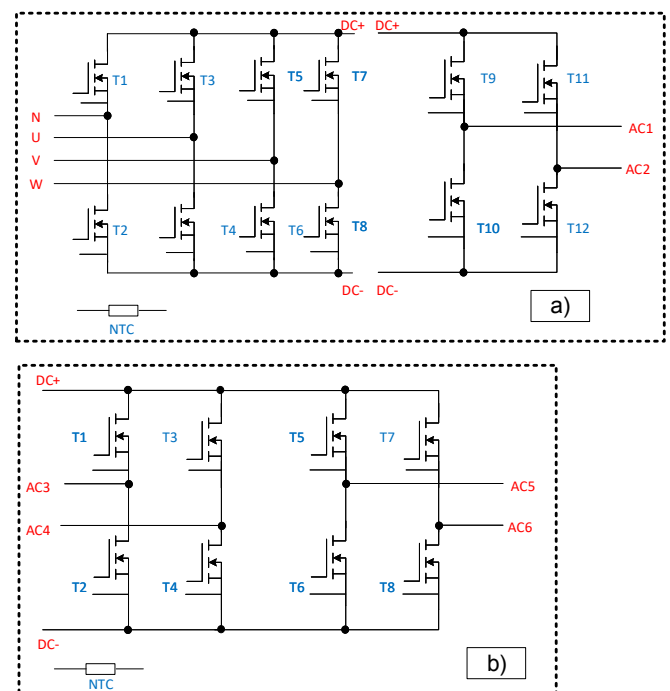 DC+ DC+
T1 T3 T5 T7 T9 T11
N
U
AC1
V
W
AC2
T2 T4 T6 T8 T10 T12
DC- DC-
a)
NTC
DC+
T1 T3 T5 T7
AC3 AC5
AC4 AC6
T2 T4 T6 T8
DC-
b)
NTC